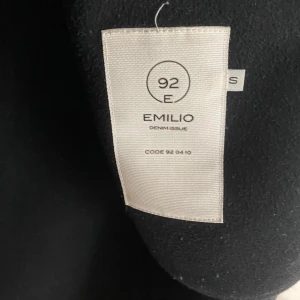 92
E
EMILIO
DENIM ISSUE
CODE 92 04.10
S